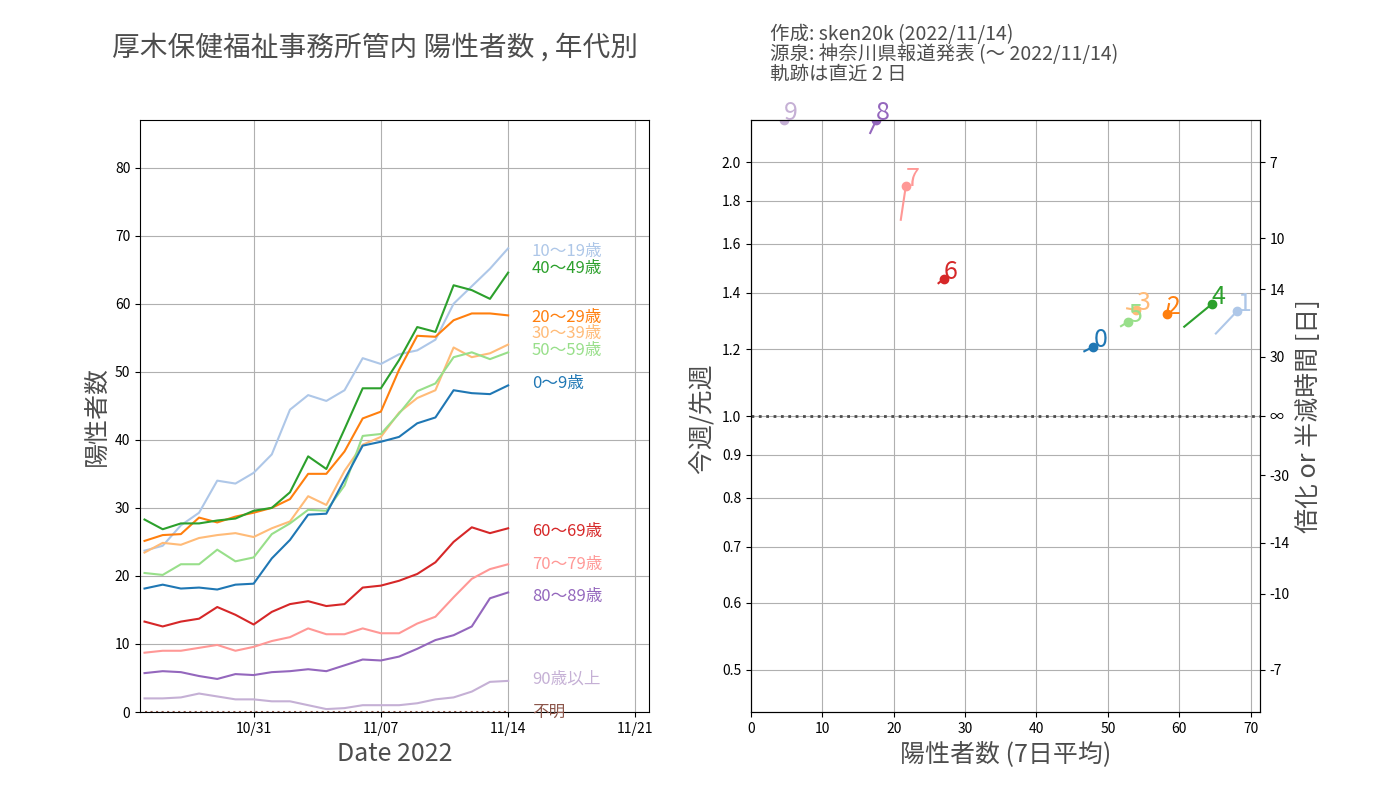 厚木保健福祉事務所管内 陽性者数 , 年代別
作成: sken20k (2022/11/14)
源泉: 神奈川県報道発表 (〜 2022/11/14)
軌跡は直近 2 日
陽性者数
80
70
60
50
40
30
20
10
0
10/31
11/07
11/14
11/21
Date 2022
10〜19歳
40〜49歳
20〜29歳
30〜39歳
50〜59歳
0〜9歳
60〜69歳
70〜79歳
80〜89歳
90歳以上
不明
今週/先週
2.0
1.8
1.6
1.4
1.2
1.0
0.9
0.8
0.7
0.6
0.5
9
8
7
6
5
3
2
4
1
0
0
10
20
30
40
50
60
70
陽性者数 (7日平均)
7
10
14
30
∞
-30
-14
-10
-7
倍化 or 半減時間 [日]